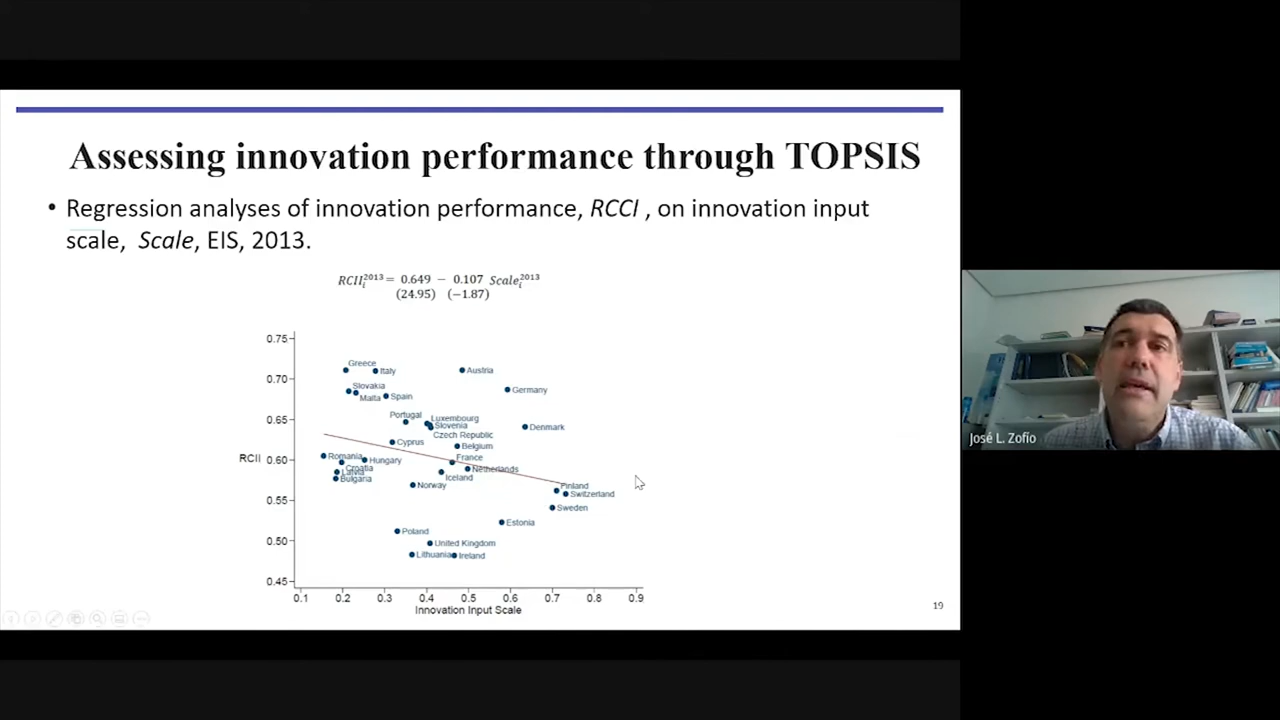 Assessing innovation performance through TOPSIS
• Regression analyses of innovation performance, RCCI , on innovation input
scale, Scale, EIS, 2013.
RCII_i^2013 = 0.649 − 0.107 Scale_i^2013
(24.95) (−1.87)
0.75
Greece
Italy
Austria
0.70
Slovakia
Malta
Spain
Germany
Portugal
Luxembourg
0.65
Slovenia
Denmark
Czech Republic
Cyprus
Belgium
RCII
0.60
Romania
Hungary
France
Croatia
Netherlands
Latvia
Iceland
Bulgaria
Norway
Finland
Switzerland
0.55
Sweden
Estonia
Poland
0.50
United Kingdom
Lithuania
Ireland
0.45
0.1 0.2 0.3 0.4 0.5 0.6 0.7 0.8 0.9
Innovation Input Scale
19
José L. Zofío